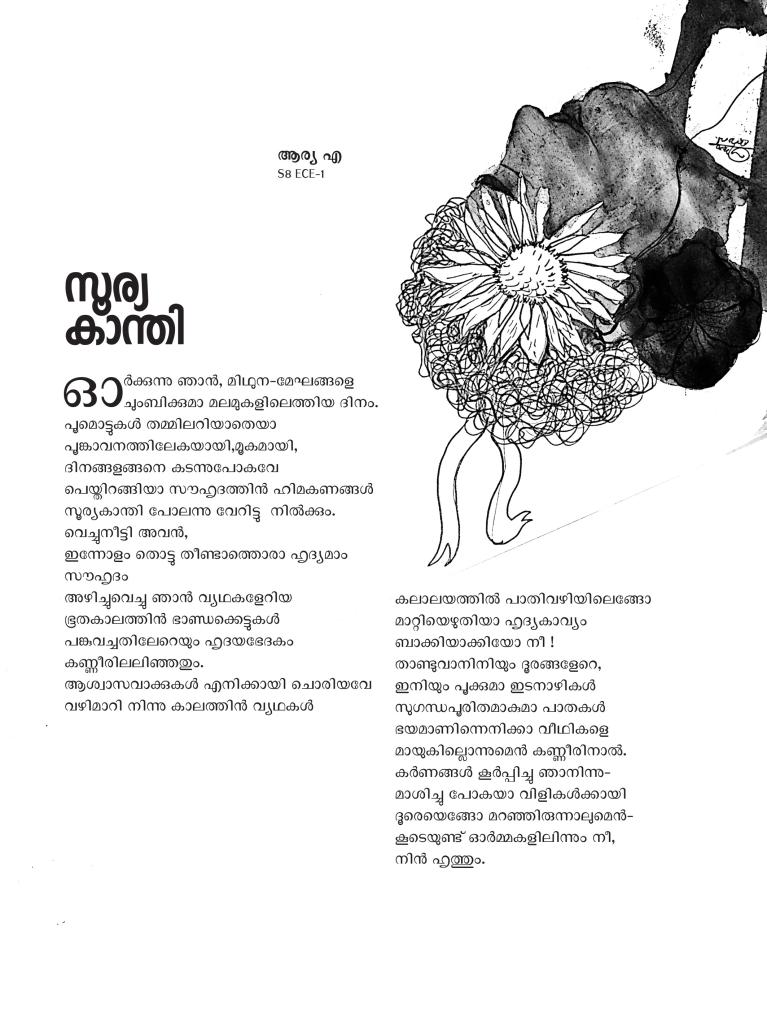 ആര്യ എ
S8 ECE-1
സൂര്യ
കാന്തി
ഓർക്കുന്നു ഞാൻ, മിഥുന-മേഘങ്ങളെ
ചുംബിക്കുമാ മലമുകളിലെത്തിയ ദിനം.
പൂമൊട്ടുകൾ തമ്മിലറിയാതെയാ
പൂങ്കാവനത്തിലേകയായി,മൂകമായി,
ദിനങ്ങളങ്ങനെ കടന്നുപോകവേ
പെയ്തിറങ്ങിയാ സൗഹൃദത്തിൻ ഹിമകണങ്ങൾ
സൂര്യകാന്തി പോലന്നു വേറിട്ടു നിൽക്കും.
വെച്ചുനീട്ടി അവൻ,
ഇന്നോളം തൊട്ടു തീണ്ടാത്തൊരാ ഹൃദ്യമാം
സൗഹൃദം
അഴിച്ചുവെച്ചു ഞാൻ വ്യഥകളേറിയ
ഭൂതകാലത്തിൻ ഭാണ്ഡക്കെട്ടുകൾ
പങ്കുവച്ചതിലേറെയും ഹൃദയഭേദകം
കണ്ണീരിലലിഞ്ഞതും.
ആശ്വാസവാക്കുകൾ എനിക്കായി ചൊരിയവേ
വഴിമാറി നിന്നു കാലത്തിൻ വ്യഥകൾ
കലാലയത്തിൽ പാതിവഴിയിലെങ്ങോ
മാറ്റിയെഴുതിയാ ഹൃദ്യകാവ്യം
ബാക്കിയാക്കിയോ നീ !
താണ്ടുവാനിനിയും ദൂരങ്ങളേറെ,
ഇനിയും പൂക്കുമാ ഇടനാഴികൾ
സുഗന്ധപൂരിതമാകുമാ പാതകൾ
ഭയമാണിന്നെനിക്കാ വീഥികളെ
മായുകില്ലൊന്നുമെൻ കണ്ണീരിനാൽ.
കർണങ്ങൾ കൂർപ്പിച്ചു ഞാനിന്നു-
മാശിച്ചു പോകയാ വിളികൾക്കായി
ദൂരെയെങ്ങോ മറഞ്ഞിരുന്നാലുമെൻ-
കൂടെയുണ്ട് ഓർമ്മകളിലിന്നും നീ,
നിൻ ഹൃത്തും.